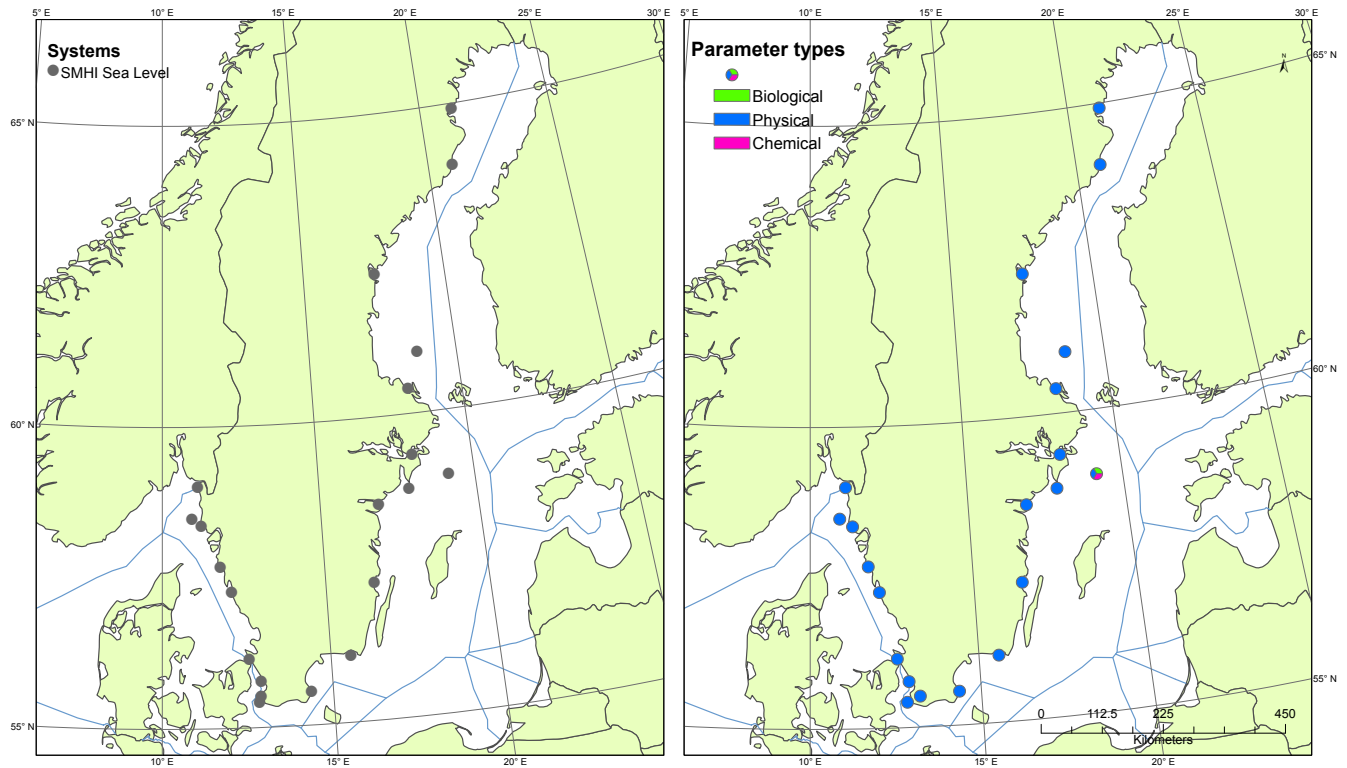 5° E 10° E 15° E 20° E 25° E 30° E
Systems
SMHI Sea Level
65° N
60° N
55° N
10° E 15° E 20° E
5° E 10° E 15° E 20° E 25° E 30° E
Parameter types
Biological
Physical
Chemical
N
65° N
60° N
55° N
0 112.5 225 450
Kilometers
10° E 15° E 20° E